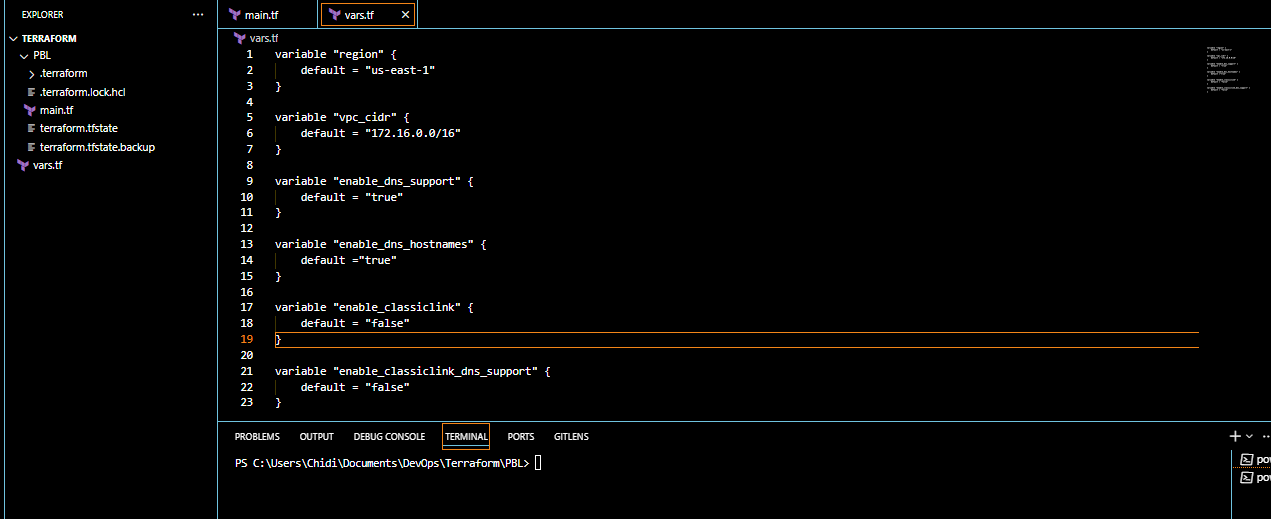 EXPLORER
TERRAFORM
PBL
.terraform
.terraform.lock.hcl
main.tf
terraform.tfstate
terraform.tfstate.backup
vars.tf
main.tf
vars.tf
vars.tf
1 variable "region" {
2 default = "us-east-1"
3 }
4
5 variable "vpc_cidr" {
6 default = "172.16.0.0/16"
7 }
8
9 variable "enable_dns_support" {
10 default = "true"
11 }
12
13 variable "enable_dns_hostnames" {
14 default ="true"
15 }
16
17 variable "enable_classiclink" {
18 default = "false"
19 }
20
21 variable "enable_classiclink_dns_support" {
22 default = "false"
23 }
PROBLEMS OUTPUT DEBUG CONSOLE TERMINAL PORTS GITLENS
PS C:\Users\Chidi\Documents\DevOps\Terraform\PBL>
pov
pov